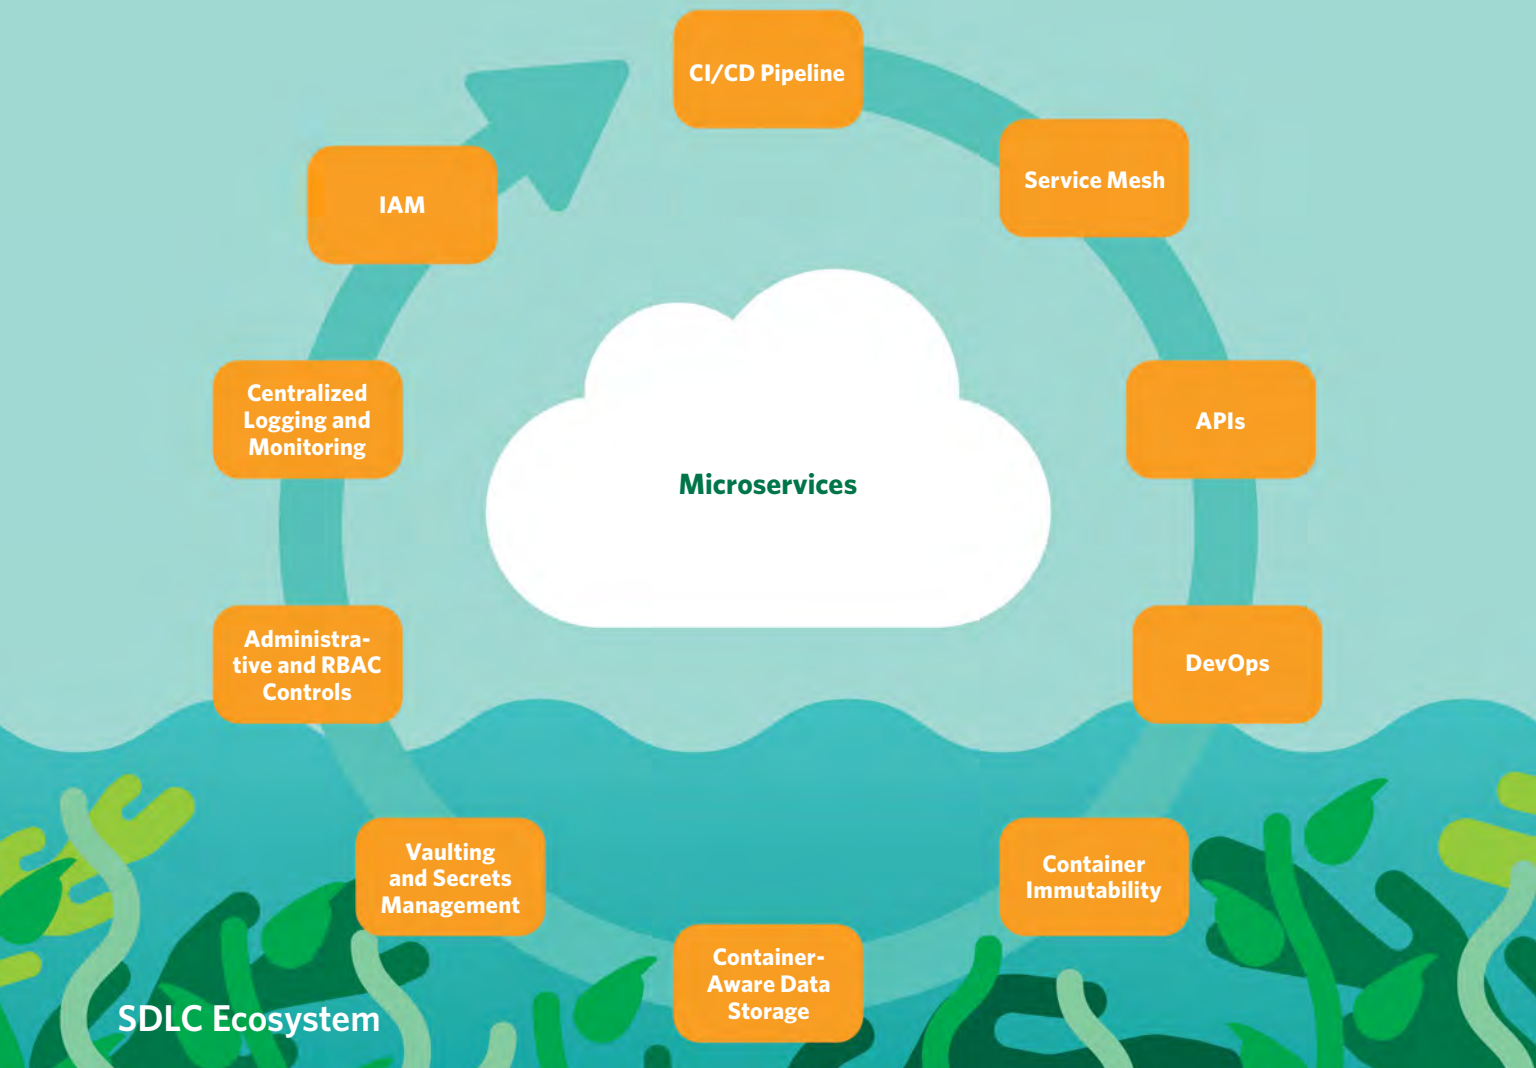 CI/CD Pipeline
Service Mesh
IAM
Centralized
Logging and
Monitoring
APIs
Microservices
Administra-
tive and RBAC
Controls
DevOps
Vaulting
and Secrets
Management
Container
Immutability
Container-
Aware Data
Storage
SDLC Ecosystem